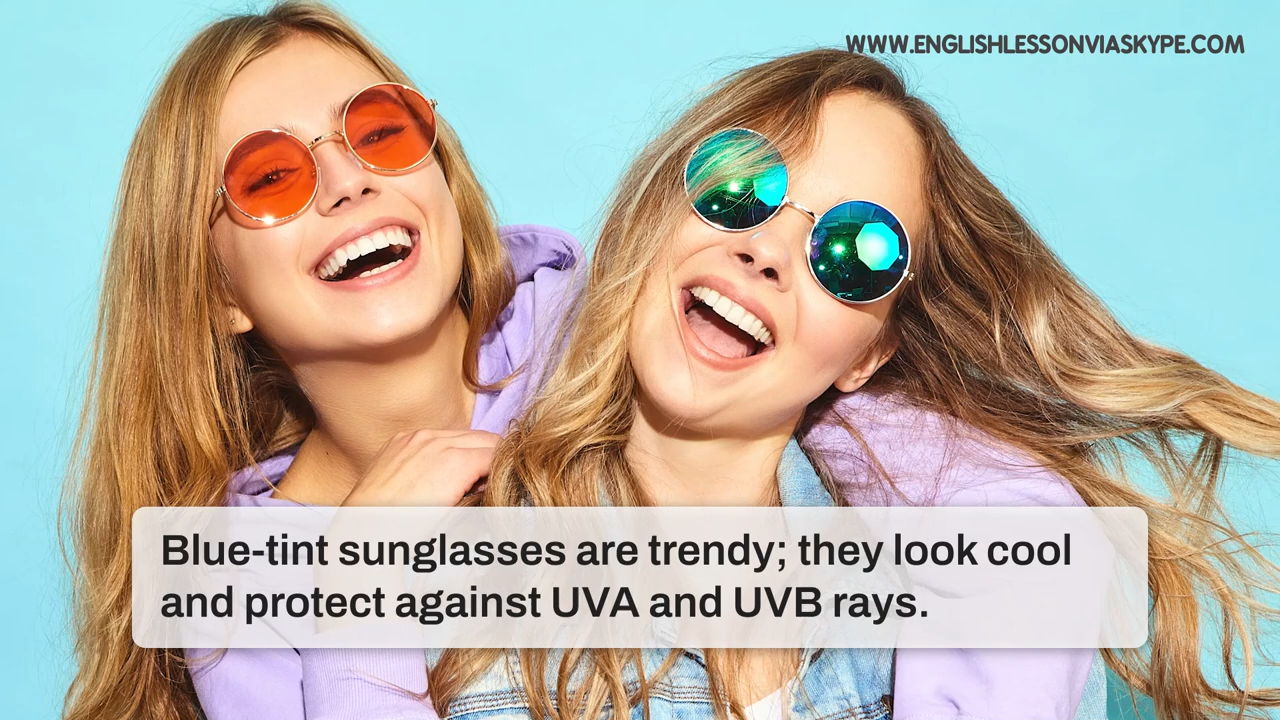 WWW.ENGLISHLESSONVIASKYPE.COM
Blue-tint sunglasses are trendy; they look cool
and protect against UVA and UVB rays.